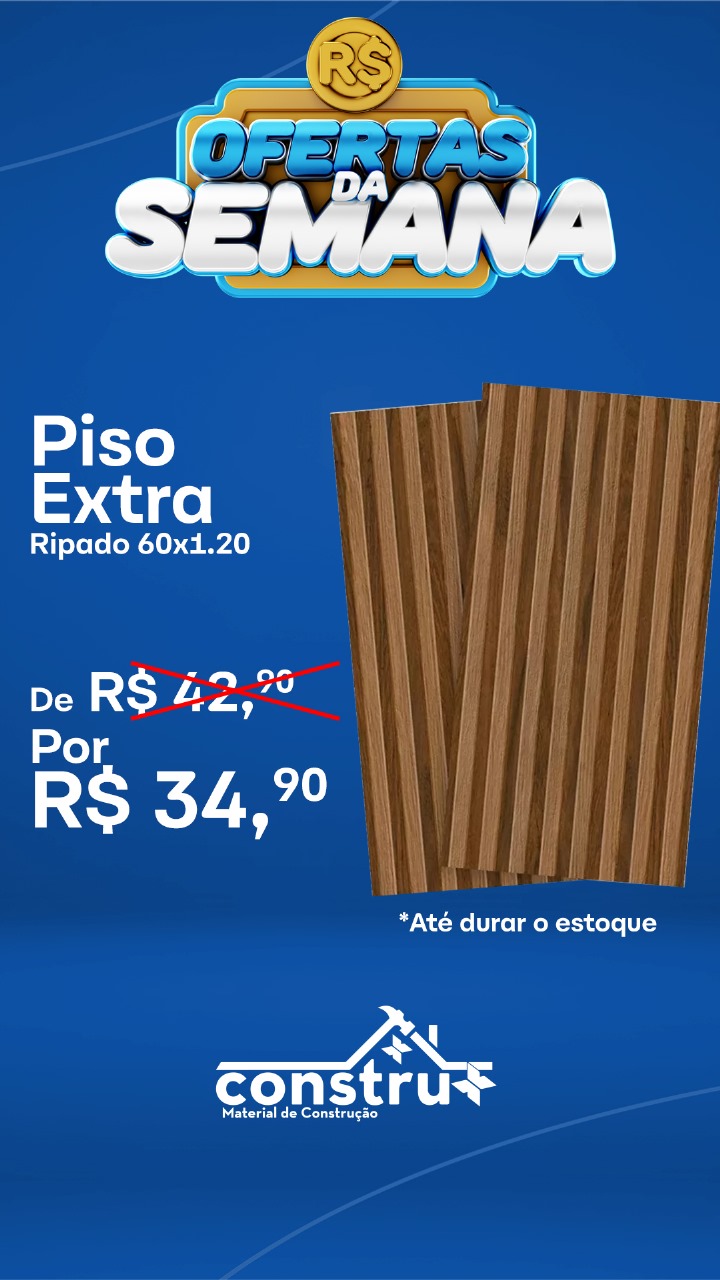 R$
OFERTAS
DA
SEMANA
Piso
Extra
Ripado 60x1.20
De R$ 42,90
Por
R$ 34,90
*Até durar o estoque
constru
Material de Construção